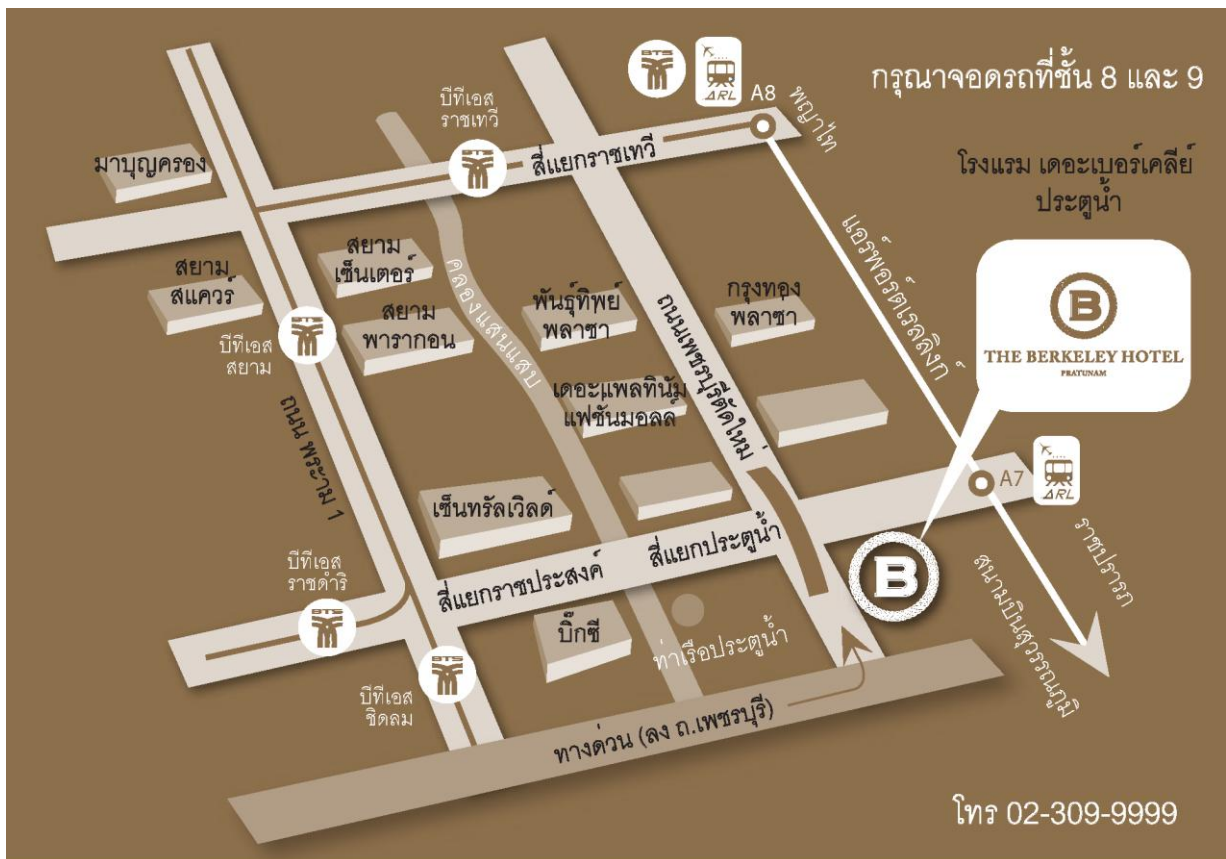 กรุณาจอดรถที่ชั้น 8 และ 9
โรงแรม เดอะเบอร์เคลีย์
ประตูน้ำ
B
THE BERKELEY HOTEL
PRATUNAM
BTS
ARL
A8
พญาไท
บีทีเอส
ราชเทวี
BTS
สี่แยกราชเทวี
มาบุญครอง
สยาม
สแควร์
สยาม
เซ็นเตอร์
สยาม
พารากอน
บีทีเอส
สยาม
BTS
คลองแสนแสบ
พันธุ์ทิพย์
พลาซา
เดอะแพลทินัม
แฟชั่นมอลล์
ถนนเพชรบุรีตัดใหม่
กรุงทอง
พลาซา
แอร์พอร์ตเรลลิงก์
A7
ARL
ราชปรารภ
สนามบินสุวรรณภูมิ
ถนน พระราม 1
เซ็นทรัลเวิลด์
สี่แยกราชประสงค์
สี่แยกประตูน้ำ
B
บีทีเอส
ราชดำริ
BTS
บิ๊กซี
ท่าเรือประตูน้ำ
บีทีเอส
ชิดลม
BTS
ทางด่วน (ลง ถ.เพชรบุรี)
โทร 02-309-9999